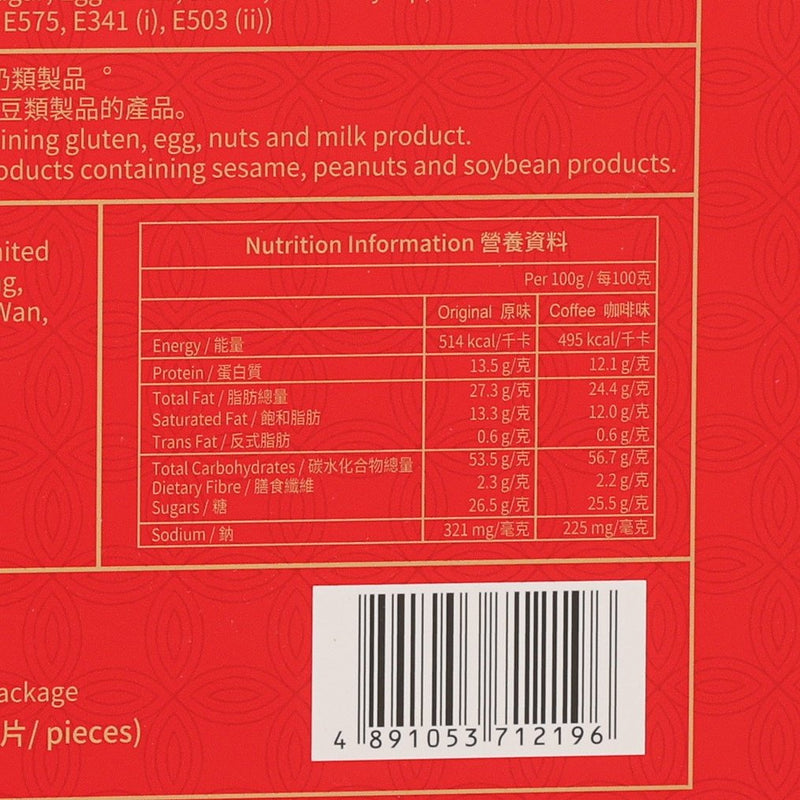 E575, E341 (i), E503 (ii))
奶類製品 。
豆類製品的產品。
ining gluten, egg, nuts and milk product.
oducts containing sesame, peanuts and soybean products.
ited
g,
Wan,
Nutrition Information 營養資料
Per 100g / 每100克
Original 原味 Coffee 咖啡味
Energy / 能量 514 kcal/千卡 495 kcal/千卡
Protein / 蛋白質 13.5 g/克 12.1 g/克
Total Fat / 脂肪總量 27.3 g/克 24.4 g/克
Saturated Fat / 飽和脂肪 13.3 g/克 12.0 g/克
Trans Fat / 反式脂肪 0.6 g/克 0.6 g/克
Total Carbohydrates / 碳水化合物總量 53.5 g/克 56.7 g/克
Dietary Fibre / 膳食纖維 2.3 g/克 2.2 g/克
Sugars / 糖 26.5 g/克 25.5 g/克
Sodium / 鈉 321 mg/毫克 225 mg/毫克
ackage
片/ pieces)
4 891053 712196